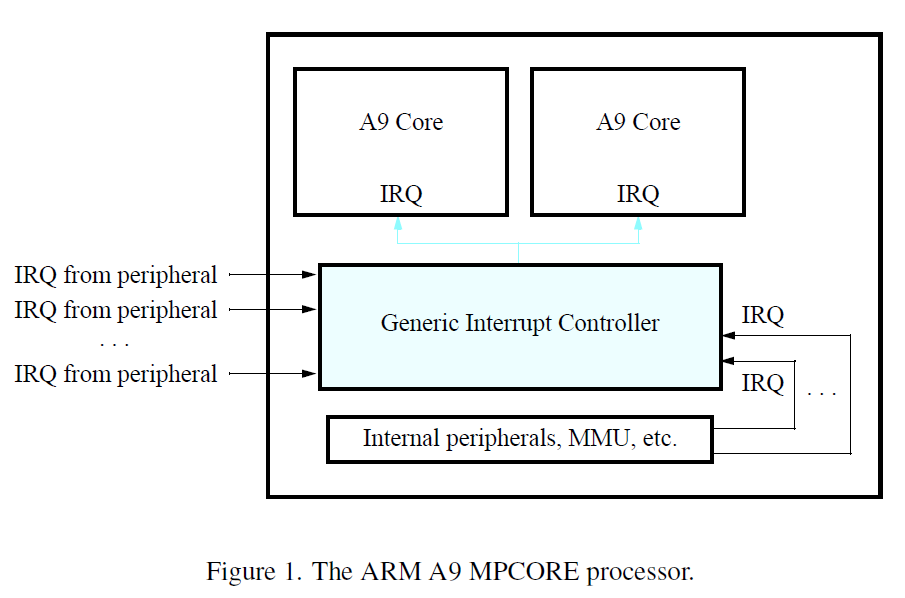 A9 Core
A9 Core
IRQ
IRQ
IRQ from peripheral
IRQ from peripheral
. . .
IRQ from peripheral
Generic Interrupt Controller
IRQ
IRQ
. . .
Internal peripherals, MMU, etc.
Figure 1. The ARM A9 MPCORE processor.